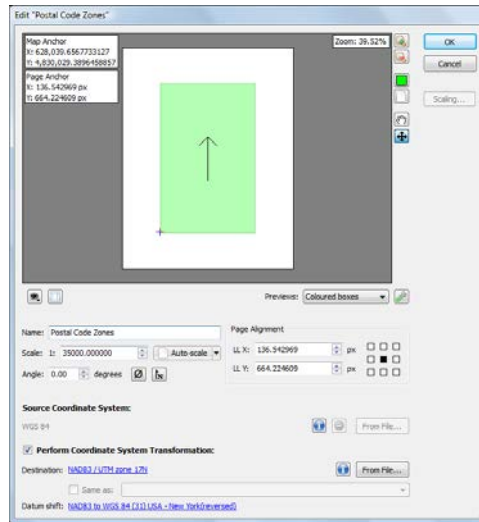 Edit "Postal Code Zones"
Map Anchor
X: 628,039.6567733127
Y: 4,830,029.3896458857
Zoom: 39.52%
OK
Page Anchor
X: 136.542969 px
Y: 664.224609 px
Cancel
Scaling...
Previews: Coloured boxes
Name: Postal Code Zones
Page Alignment
Scale: 1: 35000.000000 Auto-scale
LL X: 136.542969 px
Angle: 0.00 degrees
LL Y: 664.224609 px
Source Coordinate System:
WGS 84 From File...
Perform Coordinate System Transformation:
Destination: NAD83 / UTM zone 17N From File...
Same as:
Datum shift: NAD83 to WGS 84 (31) USA - New York(reversed)